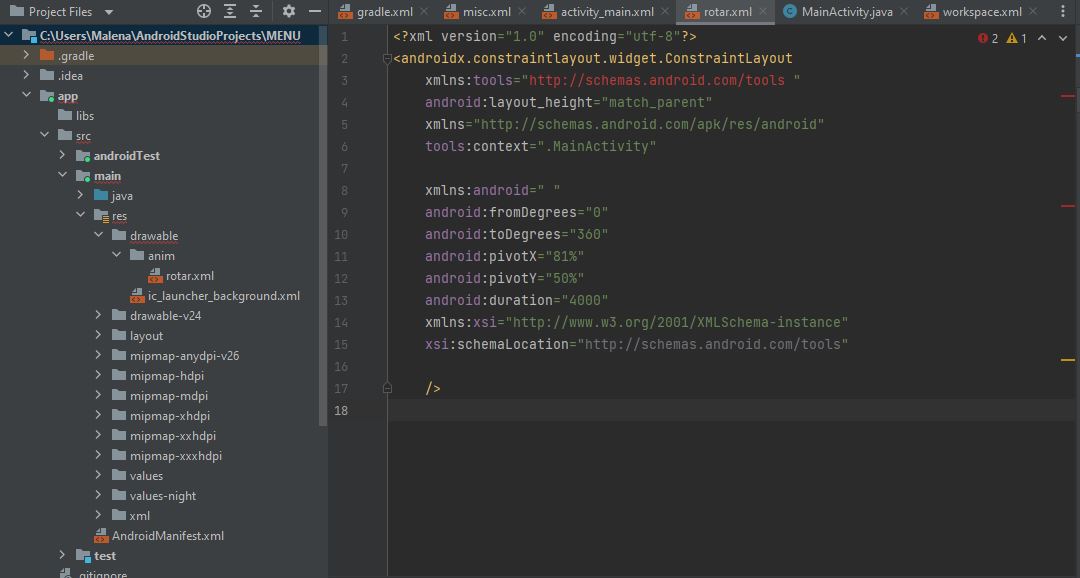 Project Files
gradle.xml
misc.xml
activity_main.xml
rotar.xml
MainActivity.java
workspace.xml
C:\Users\Malena\AndroidStudioProjects\MENU
.gradle
.idea
app
libs
src
androidTest
main
java
res
drawable
anim
rotar.xml
ic_launcher_background.xml
drawable-v24
layout
mipmap-anydpi-v26
mipmap-hdpi
mipmap-mdpi
mipmap-xhdpi
mipmap-xxhdpi
mipmap-xxxhdpi
values
values-night
xml
AndroidManifest.xml
test
.gitignore
2 1
1 <?xml version="1.0" encoding="utf-8"?>
2 <androidx.constraintlayout.widget.ConstraintLayout
3 xmlns:tools="http://schemas.android.com/tools "
4 android:layout_height="match_parent"
5 xmlns="http://schemas.android.com/apk/res/android"
6 tools:context=".MainActivity"
7
8 xmlns:android=" "
9 android:fromDegrees="0"
10 android:toDegrees="360"
11 android:pivotX="81%"
12 android:pivotY="50%"
13 android:duration="4000"
14 xmlns:xsi="http://www.w3.org/2001/XMLSchema-instance"
15 xsi:schemaLocation="http://schemas.android.com/tools"
16
17 />
18